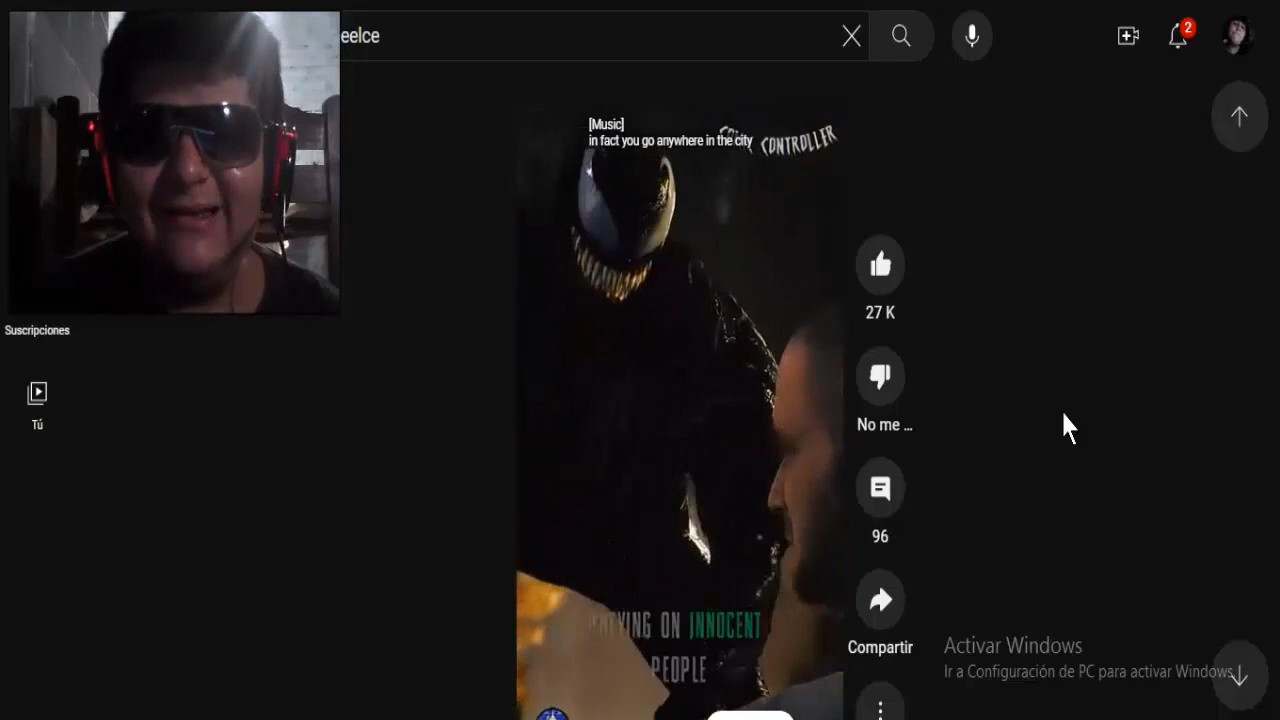 eelce
2
[Music]
in fact you go anywhere in the city
CONTROLLER
27 K
Suscripciones
Tú
No me ...
96
ON INNOCENT
PEOPLE
Compartir
Activar Windows
Ir a Configuración de PC para activar Windows.